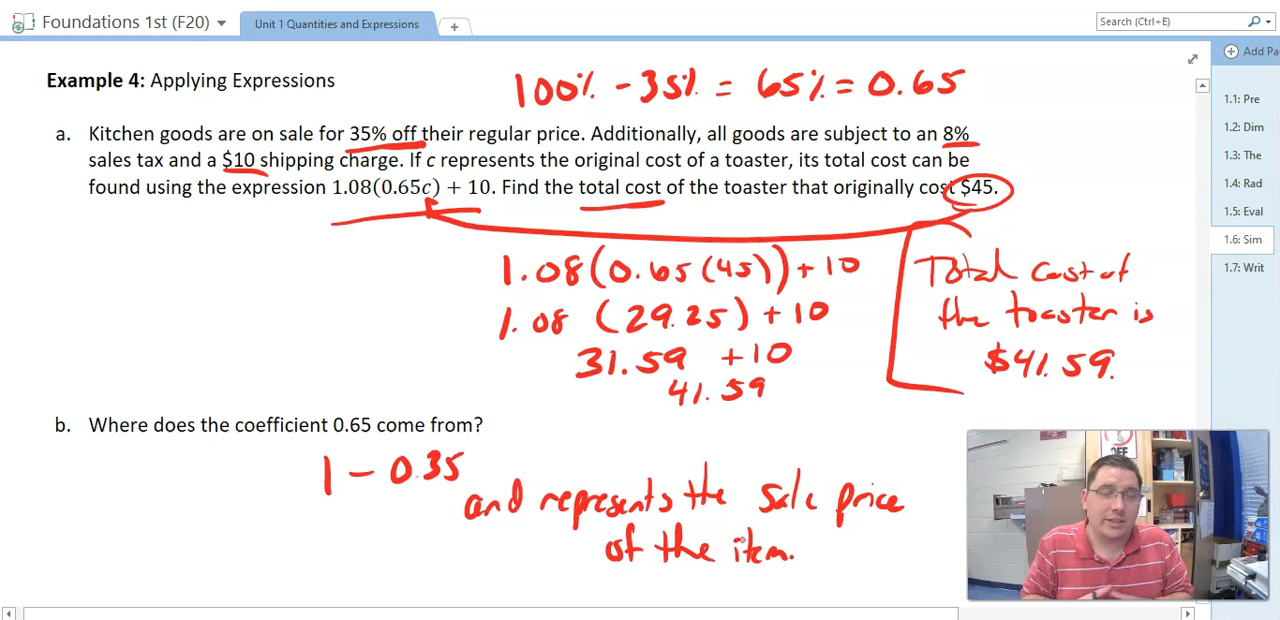 Foundations 1st (F20)
Unit 1 Quantities and Expressions
+
Search (Ctrl+E)
Add Pa
Example 4: Applying Expressions
100% - 35% = 65% = 0.65
a. Kitchen goods are on sale for 35% off their regular price. Additionally, all goods are subject to an 8%
sales tax and a $10 shipping charge. If c represents the original cost of a toaster, its total cost can be
found using the expression 1.08(0.65c) + 10. Find the total cost of the toaster that originally cost $45.
1.08(0.65(45))+10
1.08 (29.25)+10
31.59 +10
41.59
Total cost of
the toaster is
$41.59.
b. Where does the coefficient 0.65 come from?
1 - 0.35
and represents the sale price
of the item.
1.1: Pre
1.2: Dim
1.3: The
1.4: Rad
1.5: Eval
1.6: Sim
1.7: Writ
OFF